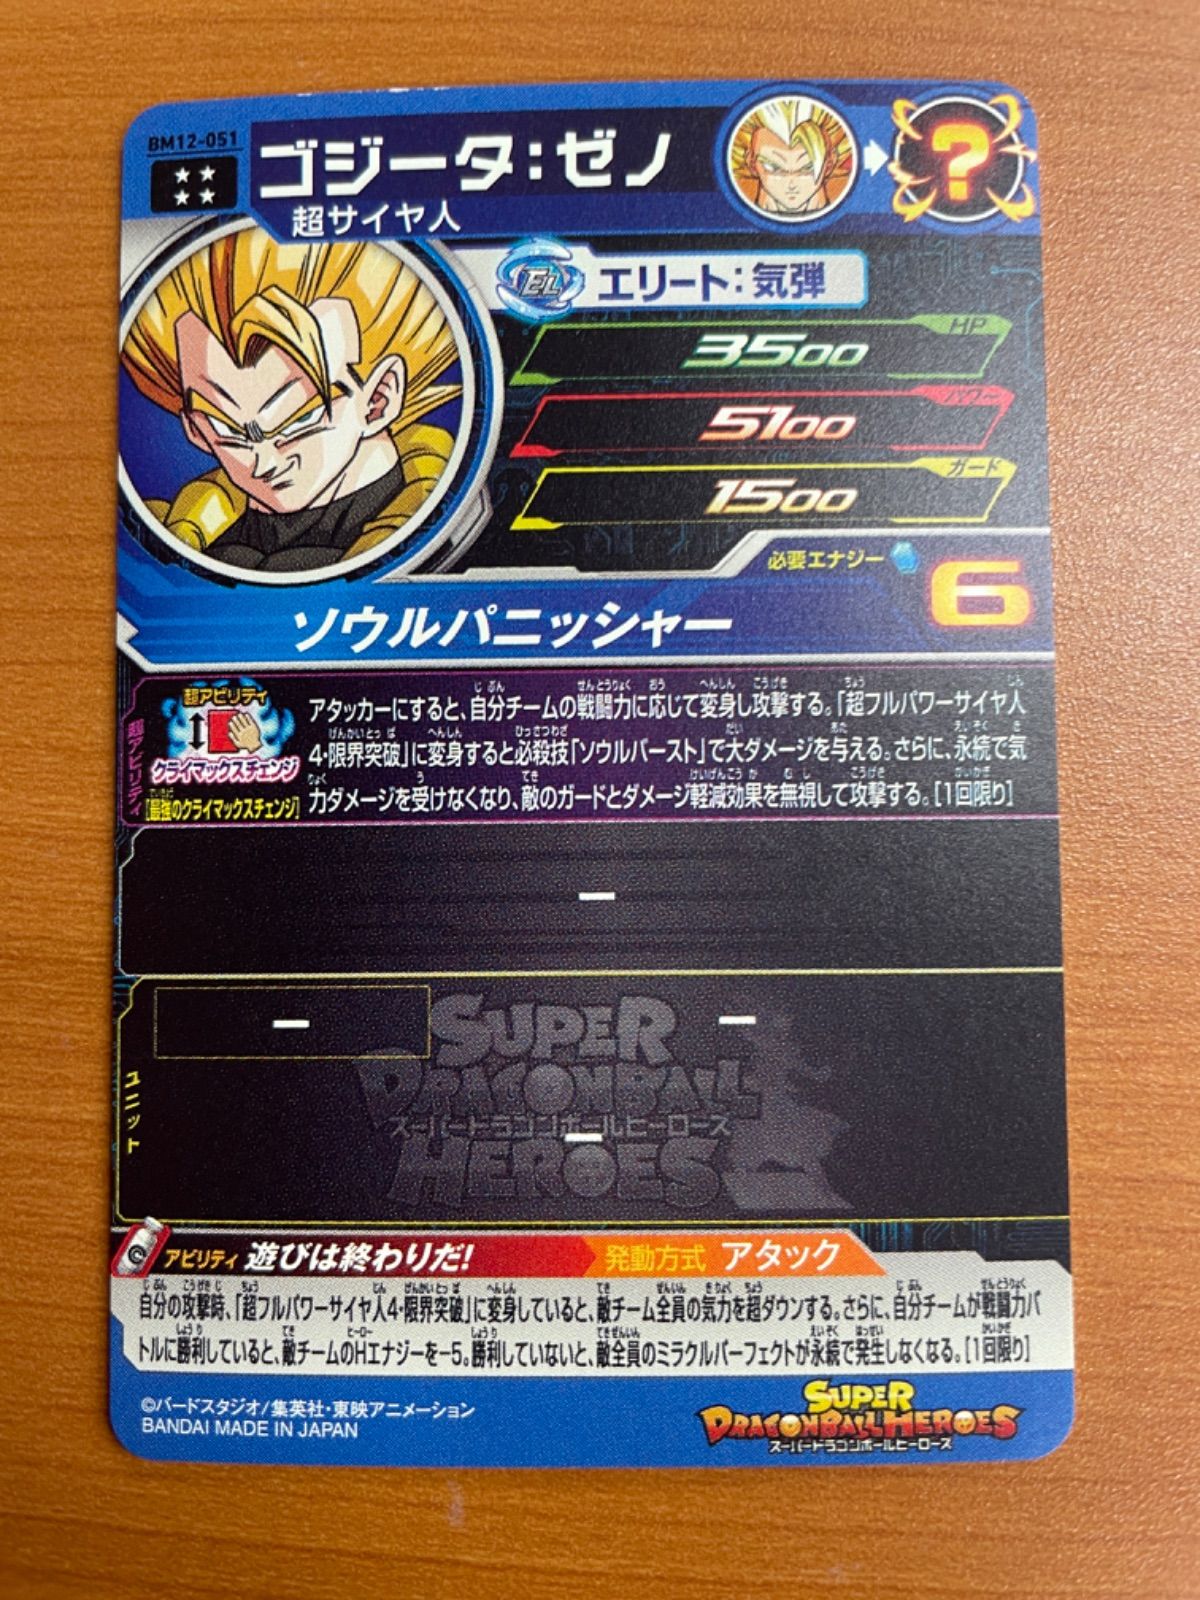 BM12-051
★★
★★
ゴジータ:ゼノ
超サイヤ人
?
EL
エリート:気弾
HP
3500
パワー
5100
ガード
1500
必要エナジー
6
ソウルパニッシャー
超アビリティ
超アビリティ
クライマックスチェンジ
[最強のクライマックスチェンジ]
アタッカーにすると、自分チームの戦闘力に応じて変身し攻撃する。「超フルパワーサイヤ人
4・限界突破」に変身すると必殺技「ソウルバースト」で大ダメージを与える。さらに、永続で気
力ダメージを受けなくなり、敵のガードとダメージ軽減効果を無視して攻撃する。[1回限り]
ー
ユニット
ー
ー
ー
SUPER
DRAGONBALL
スーパードラゴンボールヒーローズ
HEROES
アビリティ 遊びは終わりだ!
発動方式 アタック
自分の攻撃時、「超フルパワーサイヤ人4・限界突破」に変身していると、敵チーム全員の気力を超ダウンする。さらに、自分チームが戦闘力バ
トルに勝利していると、敵チームのHエナジーを-5。勝利していないと、敵全員のミラクルパーフェクトが永続で発生しなくなる。[1回限り]
©バードスタジオ/集英社・東映アニメーション
BANDAI MADE IN JAPAN
SUPER
DRAGONBALL HEROES
スーパードラゴンボールヒーローズ